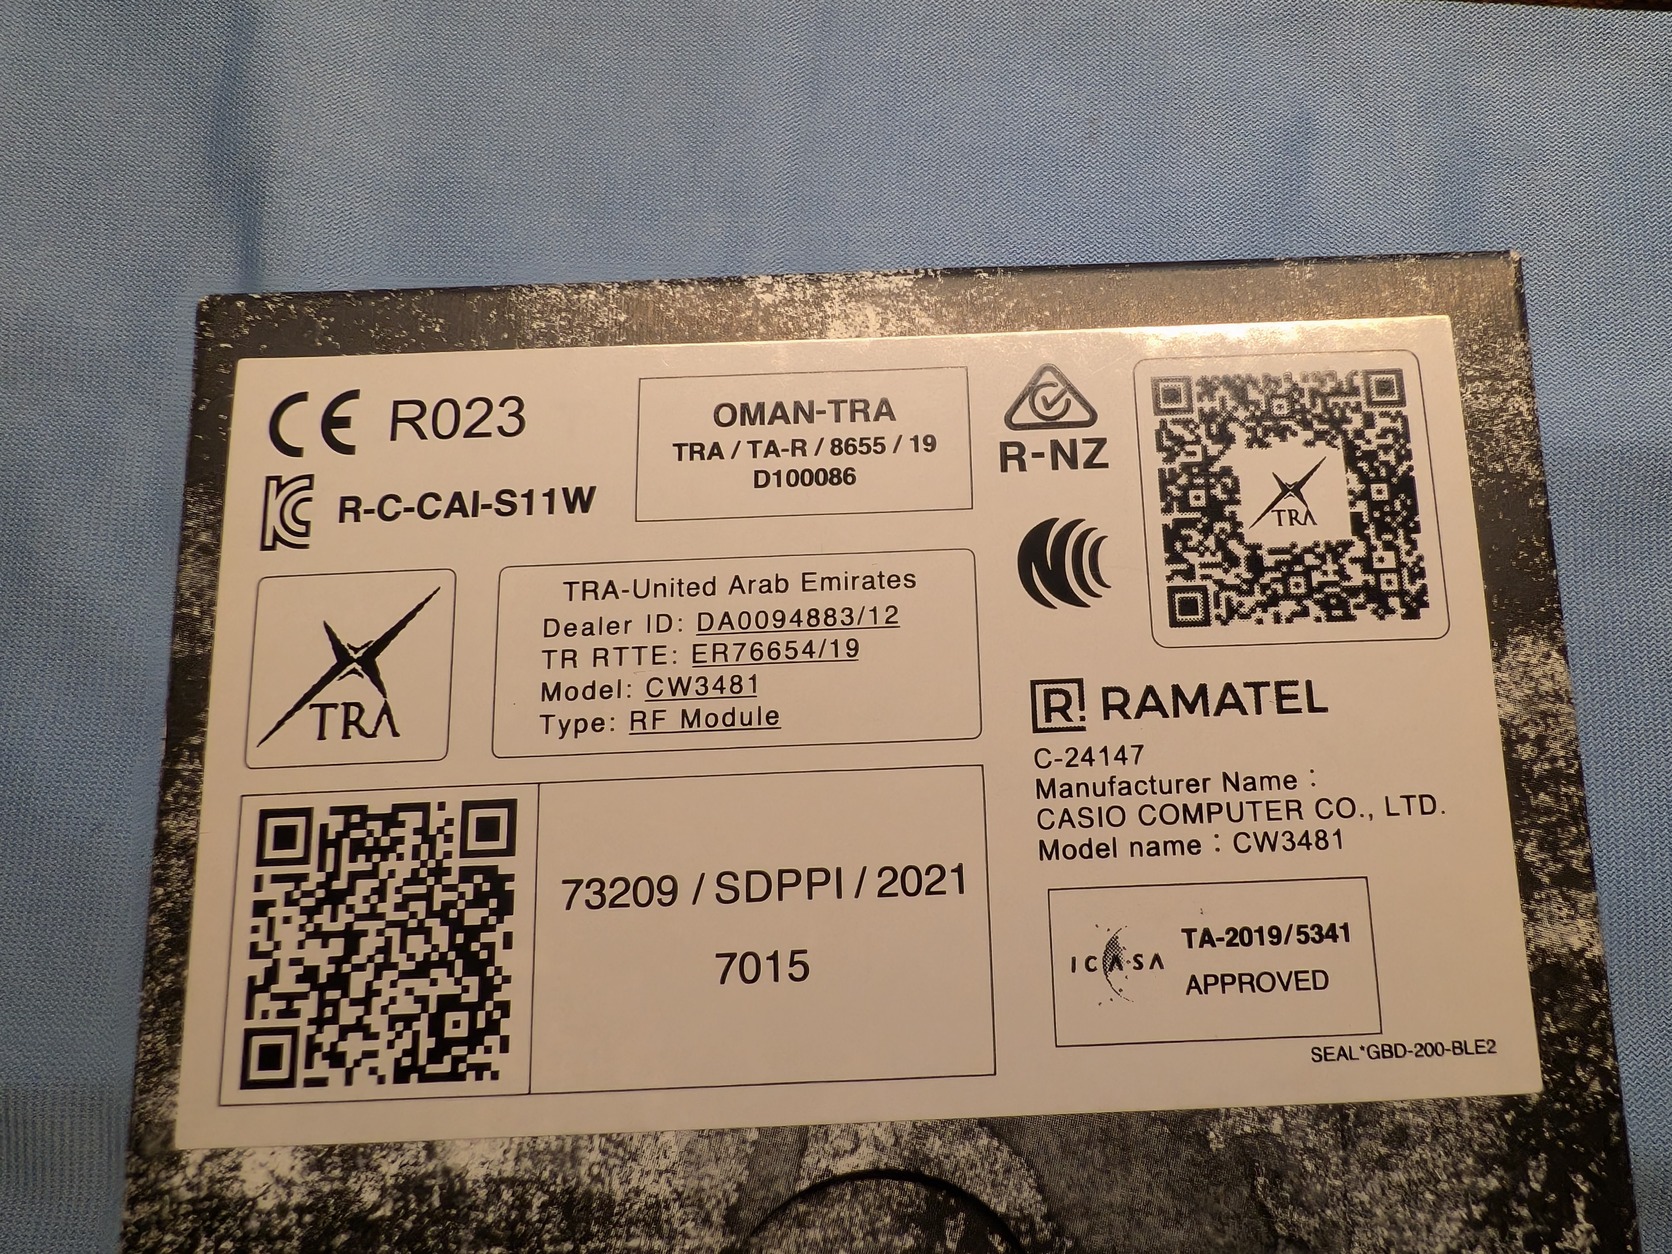 CE R023
R-C-CAI-S11W
OMAN-TRA
TRA / TA-R / 8655 / 19
D100086
R-NZ
TRA
TRA
TRA-United Arab Emirates
Dealer ID: DA0094883/12
TR RTTE: ER76654/19
Model: CW3481
Type: RF Module
R! RAMATEL
C-24147
Manufacturer Name :
CASIO COMPUTER CO., LTD.
Model name : CW3481
73209 / SDPPI / 2021
7015
ICASA
TA-2019/5341
APPROVED
SEAL*GBD-200-BLE2